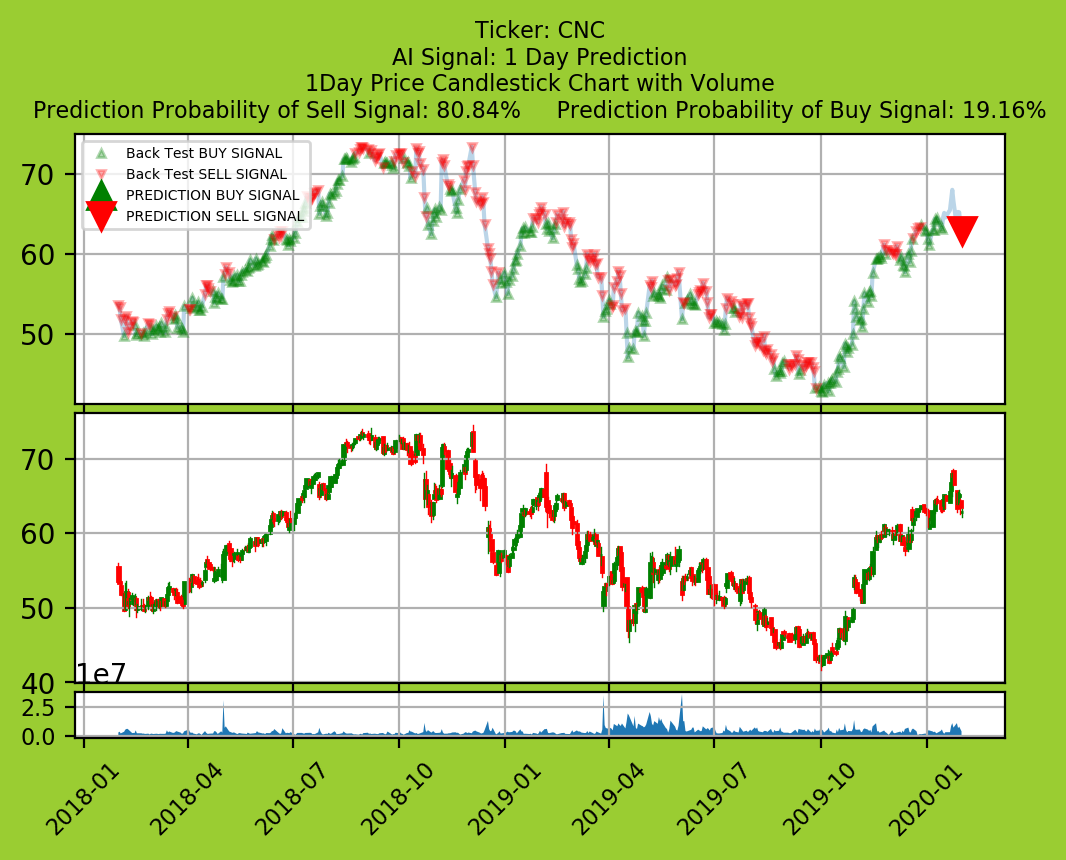 Ticker: CNC
AI Signal: 1 Day Prediction
1Day Price Candlestick Chart with Volume
Prediction Probability of Sell Signal: 80.84%     Prediction Probability of Buy Signal: 19.16%
Back Test BUY SIGNAL
Back Test SELL SIGNAL
PREDICTION BUY SIGNAL
PREDICTION SELL SIGNAL
70
60
50
70
60
50
40
1e7
2.5
0.0
2018-01
2018-04
2018-07
2018-10
2019-01
2019-04
2019-07
2019-10
2020-01